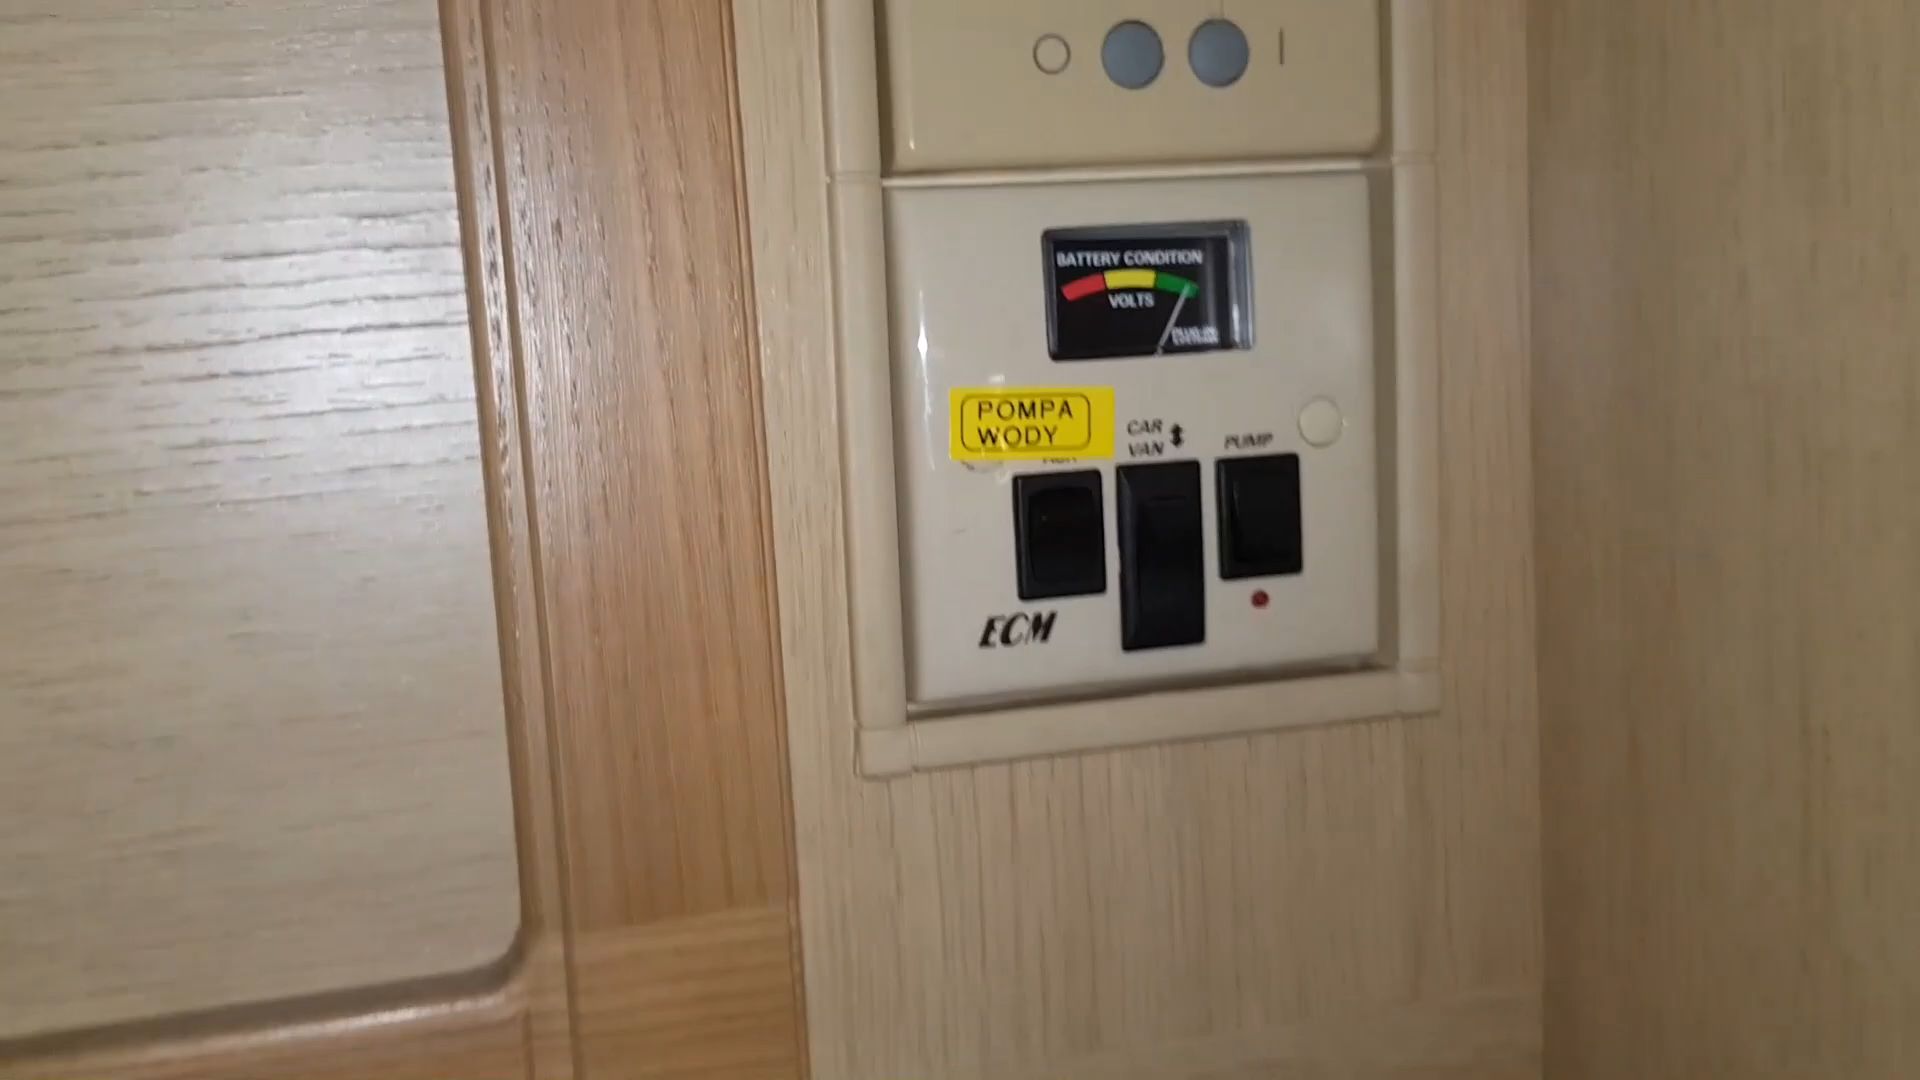 BATTERY CONDITION
VOLTS
POMPA
WODY
CAR
VAN
PUMP
ECM